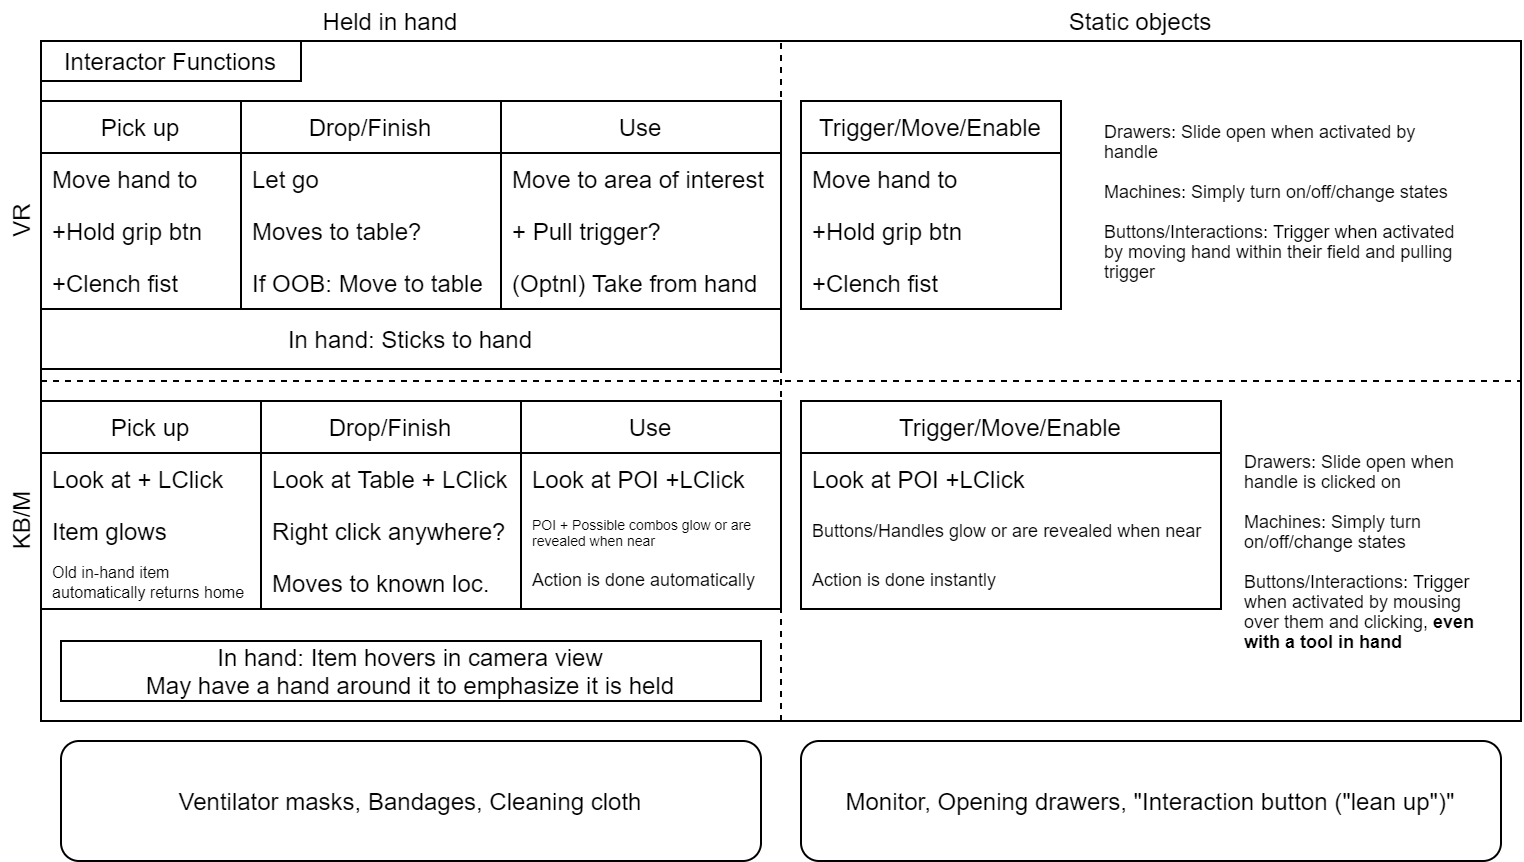 Held in hand
Static objects
Interactor Functions
VR
Pick up
Move hand to
+Hold grip btn
+Clench fist
Drop/Finish
Let go
Moves to table?
If OOB: Move to table
Use
Move to area of interest
+ Pull trigger?
(Optnl) Take from hand
In hand: Sticks to hand
Trigger/Move/Enable
Move hand to
+Hold grip btn
+Clench fist
Drawers: Slide open when activated by
handle
Machines: Simply turn on/off/change states
Buttons/Interactions: Trigger when activated
by moving hand within their field and pulling
trigger
KB/M
Pick up
Look at + LClick
Item glows
Old in-hand item
automatically returns home
Drop/Finish
Look at Table + LClick
Right click anywhere?
Moves to known loc.
Use
Look at POI +LClick
POI + Possible combos glow or are
revealed when near
Action is done automatically
In hand: Item hovers in camera view
May have a hand around it to emphasize it is held
Trigger/Move/Enable
Look at POI +LClick
Buttons/Handles glow or are revealed when near
Action is done instantly
Drawers: Slide open when
handle is clicked on
Machines: Simply turn
on/off/change states
Buttons/Interactions: Trigger
when activated by mousing
over them and clicking, even
with a tool in hand
Ventilator masks, Bandages, Cleaning cloth
Monitor, Opening drawers, "Interaction button ("lean up")"